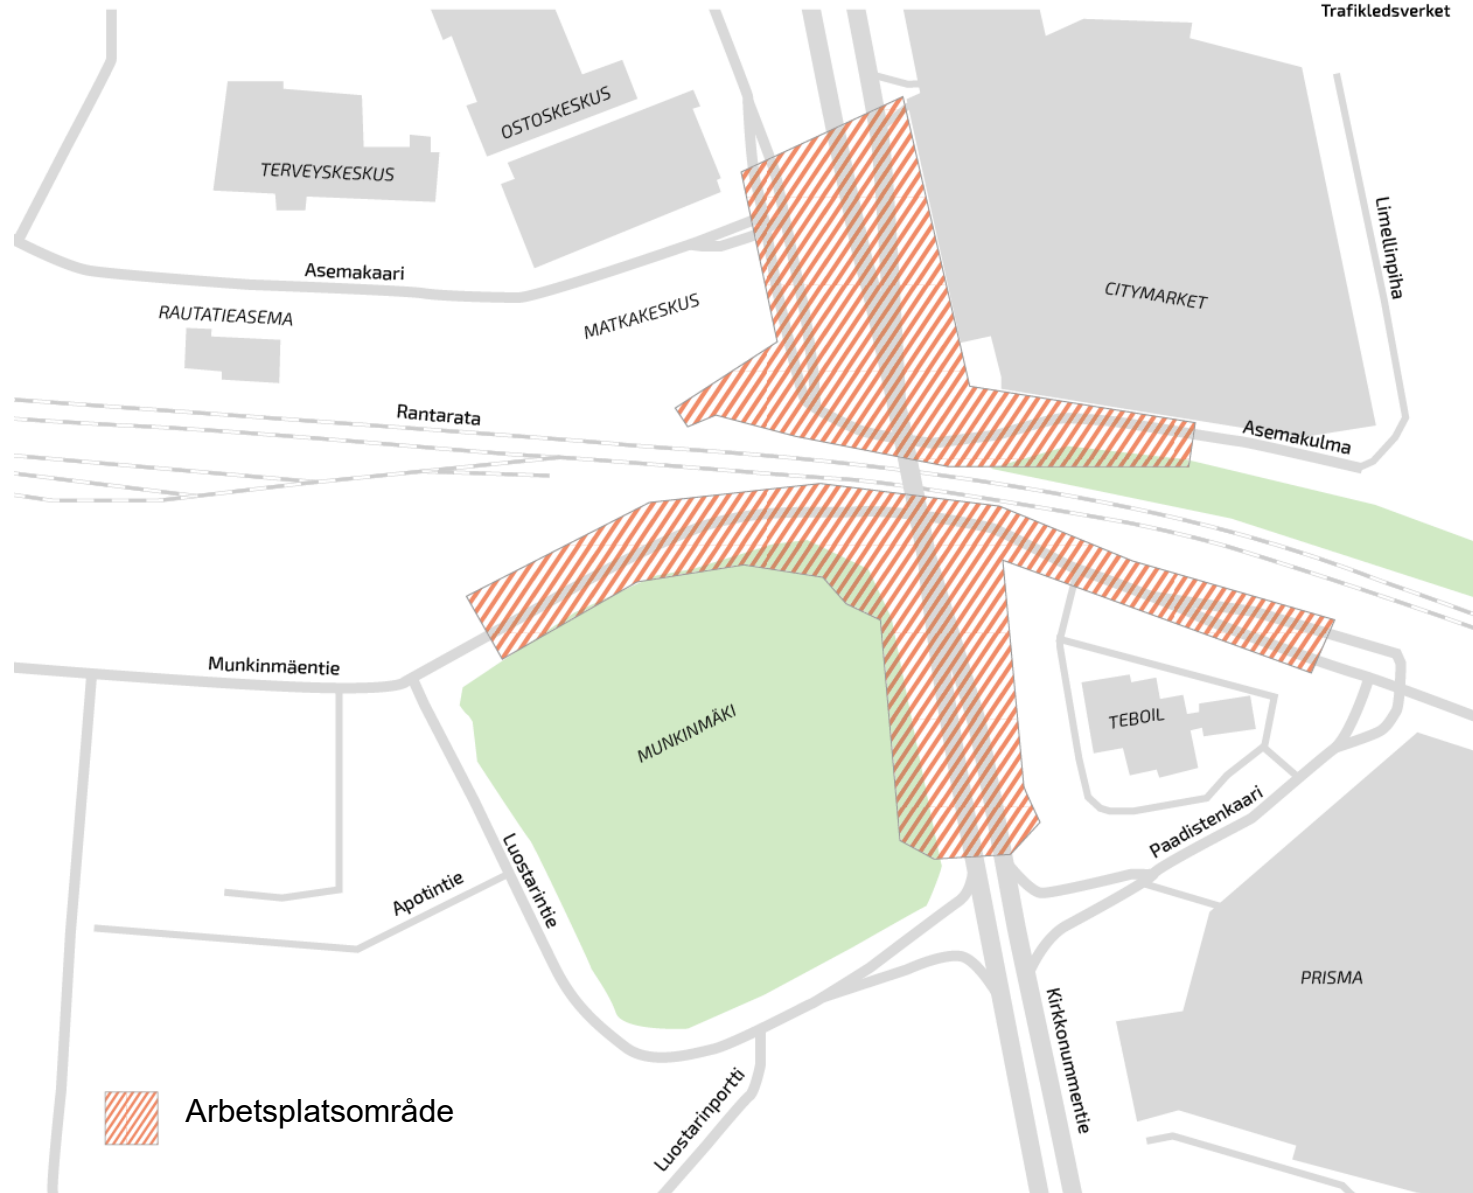 Trafikledsverket
OSTOSKESKUS
TERVEYSKESKUS
Limellinpiha
Asemakaari
CITYMARKET
RAUTATIEASEMA
MATKAKESKUS
Rantarata
Asemakulma
Munkinmäentie
MUNKINMÄKI
TEBOIL
Paadistenkaari
Luostarintie
Apotintie
PRISMA
Kirkkonummentie
Luostarinportti
Arbetsplatsområde